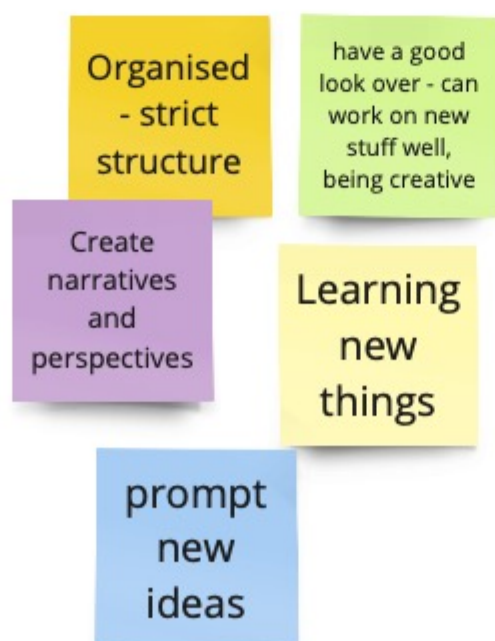 Organised
- strict
structure
have a good
look over - can
work on new
stuff well,
being creative
Create
narratives
and
perspectives
Learning
new
things
prompt
new
ideas